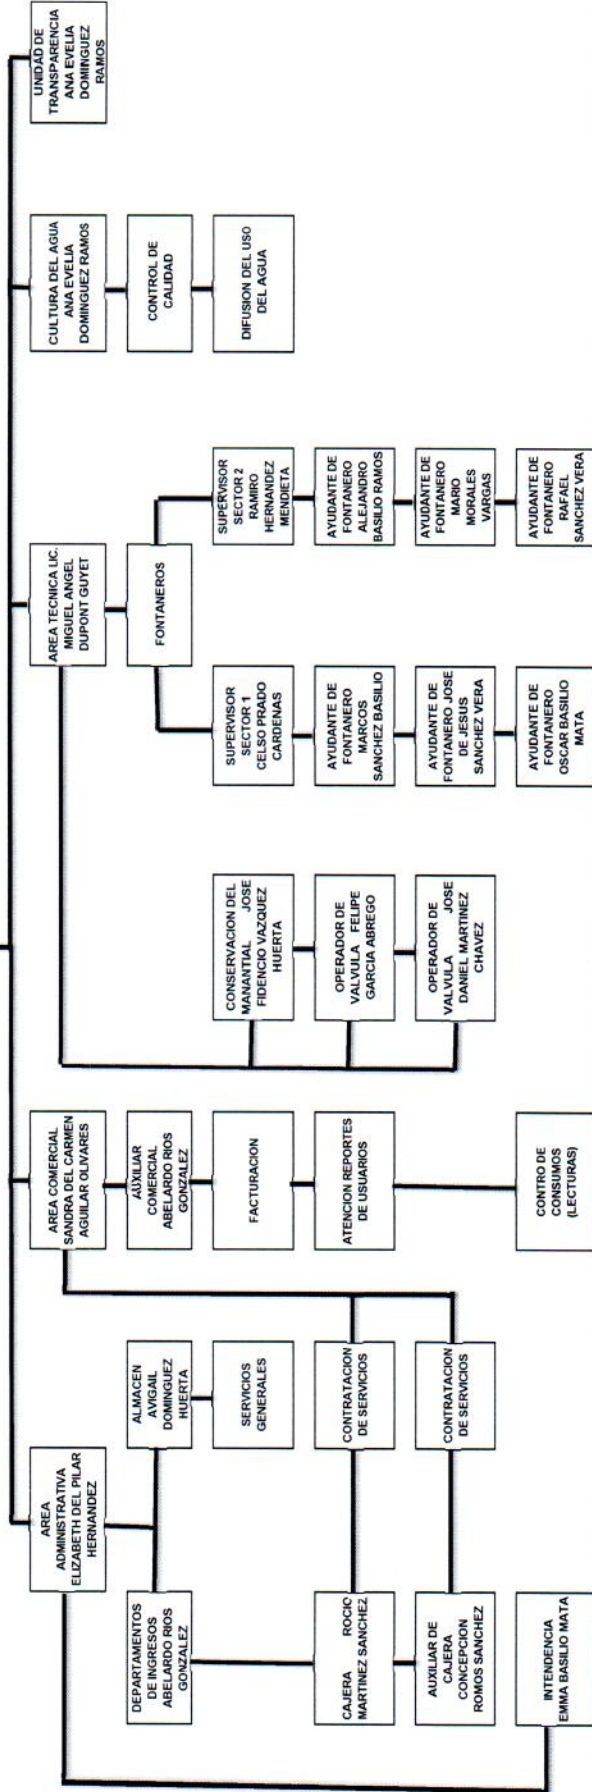 AREA
ADMINISTRATIVA
ELIZABETH DEL PILAR
HERNANDEZ
DEPARTAMENTOS
DE INGRESOS
ABELARDO RIOS
GONZALEZ
ALMACEN
AVIGAIL
DOMINGUEZ
HUERTA
SERVICIOS
GENERALES
CAJERA ROCIO
MARTINEZ SANCHEZ
CONTRATACION
DE SERVICIOS
AUXILIAR DE
CAJERA
CONCEPCION
ROMOS SANCHEZ
CONTRATACION
DE SERVICIOS
INTENDENCIA
EMMA BASILIO MATA
AREA COMERCIAL
SANDRA DEL CARMEN
AGUILAR OLIVARES
AUXILIAR
COMERCIAL
ABELARDO RIOS
GONZALEZ
FACTURACION
ATENCION REPORTES
DE USUARIOS
CONTRO DE
CONSUMOS
(LECTURAS)
AREA TECNICA LIC.
MIGUEL ANGEL
DUPONT GUYET
CONSERVACION DEL
MANANTIAL JOSE
FIDENCIO VAZQUEZ
HUERTA
OPERADOR DE
VALVULA FELIPE
GARCIA ABREGO
OPERADOR DE
VALVULA JOSE
DANIEL MARTINEZ
CHAVEZ
FONTANEROS
SUPERVISOR
SECTOR 1
CELSO PRADO
CARDENAS
AYUDANTE DE
FONTANERO
MARCOS
SANCHEZ BASILIO
AYUDANTE DE
FONTANERO JOSE
DE JESUS
SANCHEZ VERA
AYUDANTE DE
FONTANERO
OSCAR BASILIO
MATA
SUPERVISOR
SECTOR 2
RAMIRO
HERNANDEZ
MENDIETA
AYUDANTE DE
FONTANERO
ALEJANDRO
BASILIO RAMOS
AYUDANTE DE
FONTANERO
MARIO
MORALES
VARGAS
AYUDANTE DE
FONTANERO
RAFAEL
SANCHEZ VERA
CULTURA DEL AGUA
ANA EVELIA
DOMINGUEZ RAMOS
CONTROL DE
CALIDAD
DIFUSION DEL USO
DEL AGUA
UNIDAD DE
TRANSPARENCIA
ANA EVELIA
DOMINGUEZ
RAMOS